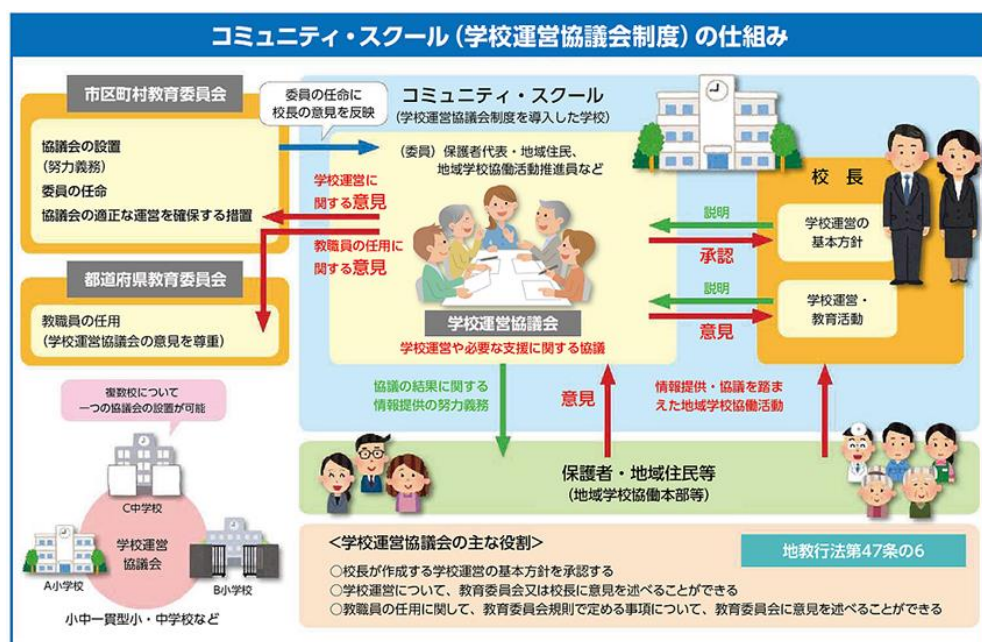 コミュニティ・スクール（学校運営協議会制度）の仕組み
市区町村教育委員会
協議会の設置
（努力義務）
委員の任命
協議会の適正な運営を確保する措置
委員の任命に
校長の意見を反映
コミュニティ・スクール
（学校運営協議会制度を導入した学校）
（委員）保護者代表・地域住民、
地域学校協働活動推進員など
学校運営に
関する意見
教職員の任用に
関する意見
学校運営協議会
学校運営や必要な支援に関する協議
校長
説明
承認
学校運営の
基本方針
説明
意見
学校運営・
教育活動
都道府県教育委員会
教職員の任用
（学校運営協議会の意見を尊重）
協議の結果に関する
情報提供の努力義務
意見
情報提供・協議を踏ま
えた地域学校協働活動
保護者・地域住民等
（地域学校協働本部等）
複数校について
一つの協議会の設置が可能
C中学校
学校運営
協議会
A小学校
B小学校
小中一貫型小・中学校など
＜学校運営協議会の主な役割＞
地教行法第47条の6
○校長が作成する学校運営の基本方針を承認する
○学校運営について、教育委員会又は校長に意見を述べることができる
○教職員の任用に関して、教育委員会規則で定める事項について、教育委員会に意見を述べることができる